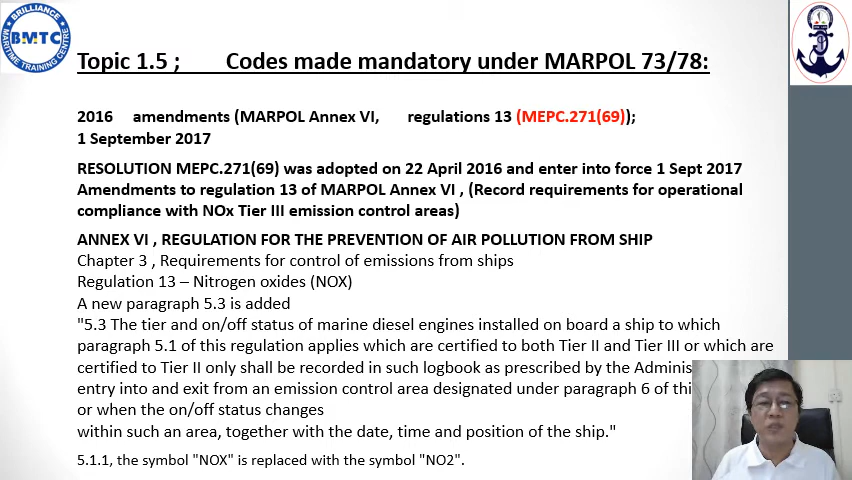 BMTC
BRILLIANCE
MARITIME TRAINING CENTRE
Topic 1.5 ; Codes made mandatory under MARPOL 73/78:
2016 amendments (MARPOL Annex VI, regulations 13 (MEPC.271(69));
1 September 2017
RESOLUTION MEPC.271(69) was adopted on 22 April 2016 and enter into force 1 Sept 2017
Amendments to regulation 13 of MARPOL Annex VI , (Record requirements for operational
compliance with NOx Tier III emission control areas)
ANNEX VI , REGULATION FOR THE PREVENTION OF AIR POLLUTION FROM SHIP
Chapter 3 , Requirements for control of emissions from ships
Regulation 13 – Nitrogen oxides (NOX)
A new paragraph 5.3 is added
"5.3 The tier and on/off status of marine diesel engines installed on board a ship to which
paragraph 5.1 of this regulation applies which are certified to both Tier II and Tier III or which are
certified to Tier II only shall be recorded in such logbook as prescribed by the Adminis
entry into and exit from an emission control area designated under paragraph 6 of thi
or when the on/off status changes
within such an area, together with the date, time and position of the ship."
5.1.1, the symbol "NOX" is replaced with the symbol "NO2".